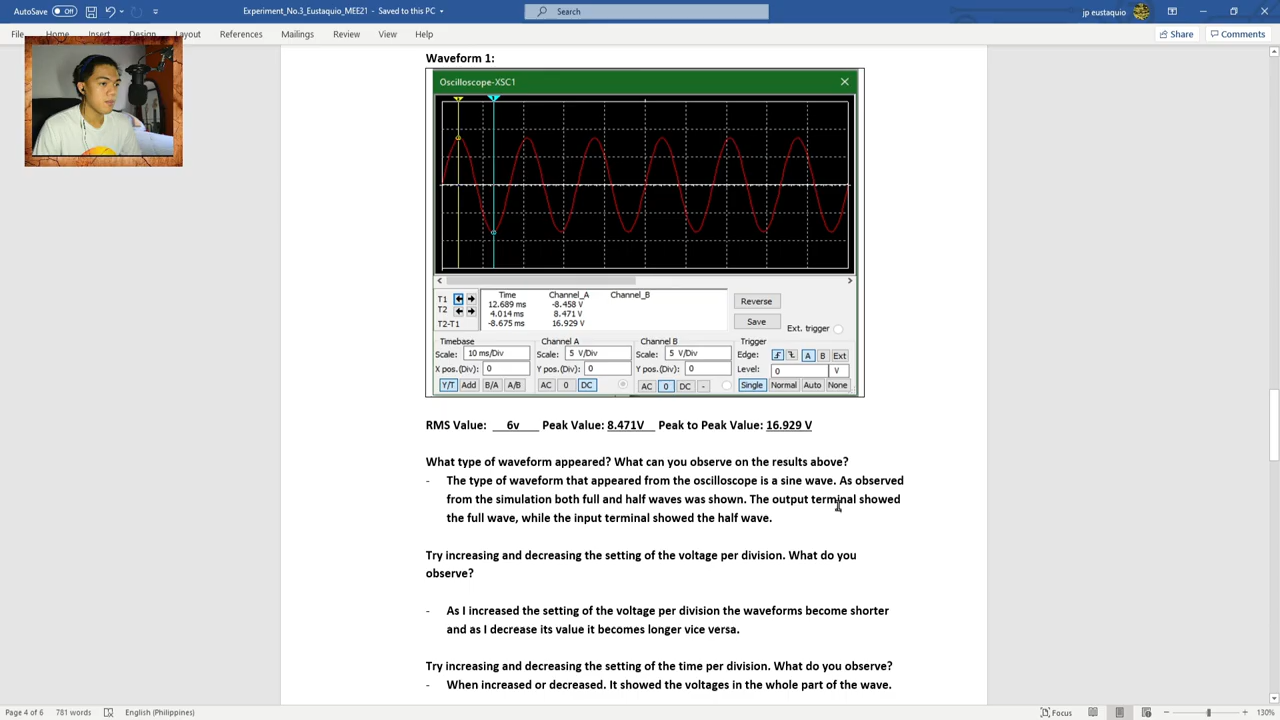 AutoSave Off Experiment_No.3_Eustaquio_MEE21 - Saved to this PC Search jp eustaquio
File Home Insert Draw Design Layout References Mailings Review View Help Share Comments
Waveform 1:
Oscilloscope-XSC1
T1
T2
T2-T1
Time Channel_A Channel_B
12.689 ms -8.458 V
4.014 ms 8.471 V
-8.675 ms 16.929 V
Reverse
Save
Ext. trigger
Timebase
Scale: 10 ms/Div
X pos.(Div): 0
Y/T Add B/A A/B
Channel A
Scale: 5 V/Div
Y pos.(Div): 0
AC 0 DC
Channel B
Scale: 5 V/Div
Y pos.(Div): 0
AC 0 DC -
Trigger
Edge: A B Ext
Level: 0 V
Single Normal Auto None
RMS Value: 6v Peak Value: 8.471V Peak to Peak Value: 16.929 V
What type of waveform appeared? What can you observe on the results above?
- The type of waveform that appeared from the oscilloscope is a sine wave. As observed
from the simulation both full and half waves was shown. The output terminal showed
the full wave, while the input terminal showed the half wave.
Try increasing and decreasing the setting of the voltage per division. What do you
observe?
- As I increased the setting of the voltage per division the waveforms become shorter
and as I decrease its value it becomes longer vice versa.
Try increasing and decreasing the setting of the time per division. What do you observe?
- When increased or decreased. It showed the voltages in the whole part of the wave.
Page 4 of 6 781 words English (Philippines) Focus 130%